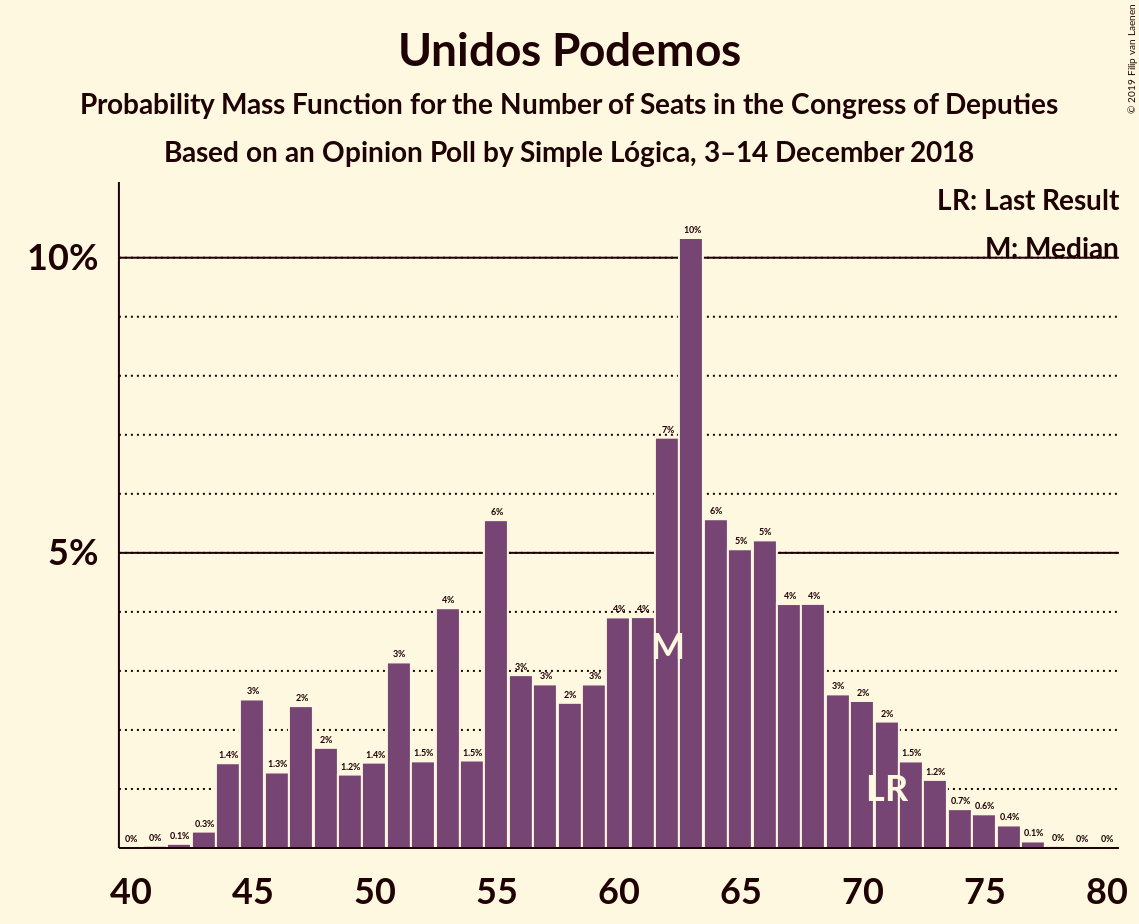 Unidos Podemos
Probability Mass Function for the Number of Seats in the Congress of Deputies
Based on an Opinion Poll by Simple Lógica, 3–14 December 2018
© 2019 Filip van Laenen
LR: Last Result
M: Median
10%
5%
0% 0% 0.1% 0.3% 1.4% 3% 1.3% 2% 2% 1.2% 1.4% 3% 1.5% 4% 1.5% 6% 3% 3% 2% 3% 4% 4% 7% 10% 6% 5% 5% 4% 4% 3% 2% 2% 1.5% 1.2% 0.7% 0.6% 0.4% 0.1% 0% 0% 0%
M
LR
40 45 50 55 60 65 70 75 80